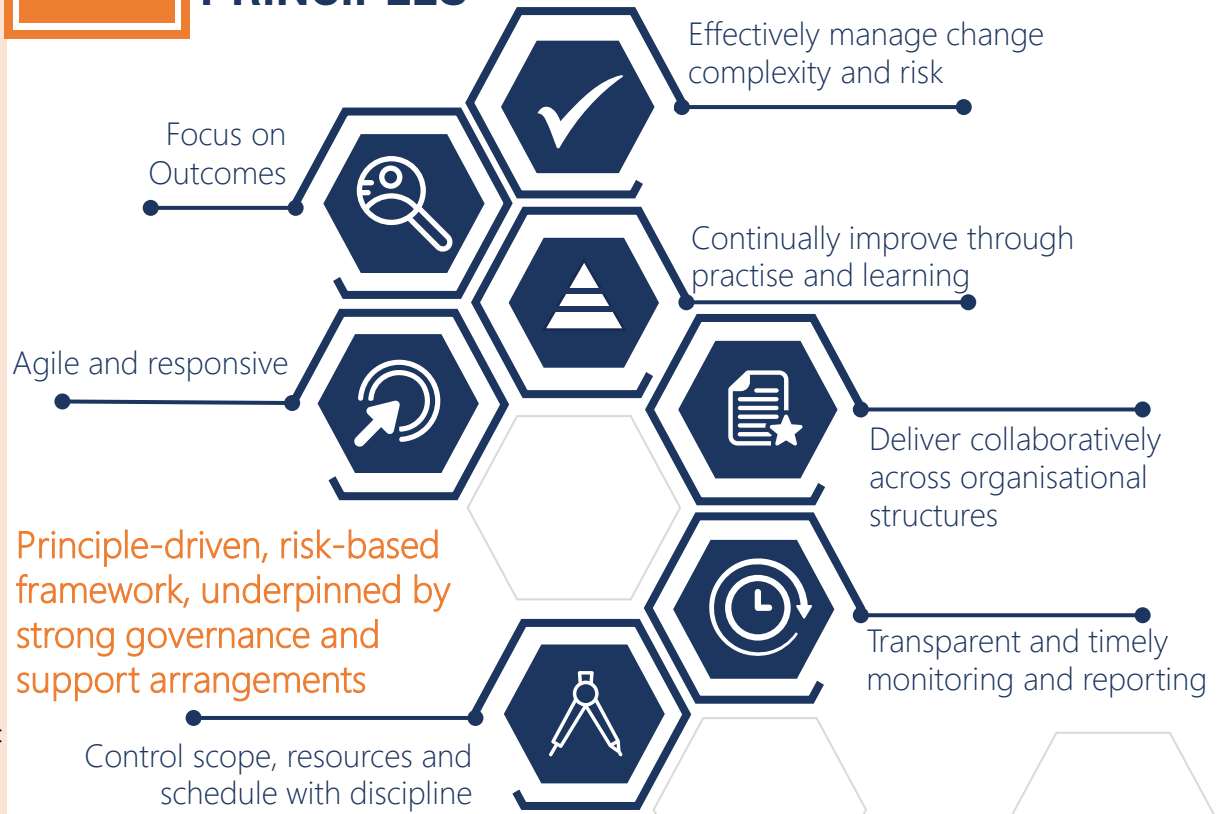 Effectively manage change
complexity and risk
Focus on
Outcomes
Continually improve through
practise and learning
Agile and responsive
Deliver collaboratively
across organisational
structures
Principle-driven, risk-based
framework, underpinned by
strong governance and
support arrangements
Transparent and timely
monitoring and reporting
Control scope, resources and
schedule with discipline